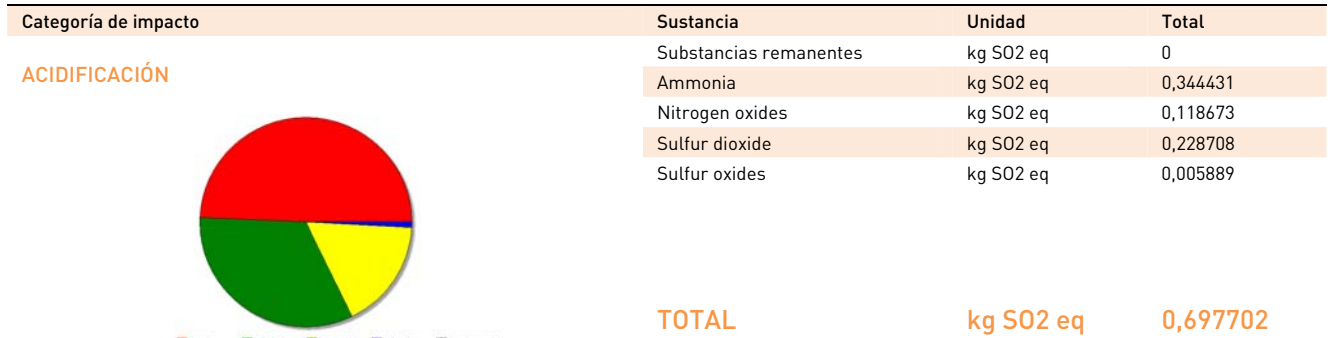 Categoría de impacto Sustancia Unidad Total
ACIDIFICACIÓN
Substancias remanentes kg SO2 eq 0
Ammonia kg SO2 eq 0,344431
Nitrogen oxides kg SO2 eq 0,118673
Sulfur dioxide kg SO2 eq 0,228708
Sulfur oxides kg SO2 eq 0,005889
TOTAL kg SO2 eq 0,697702